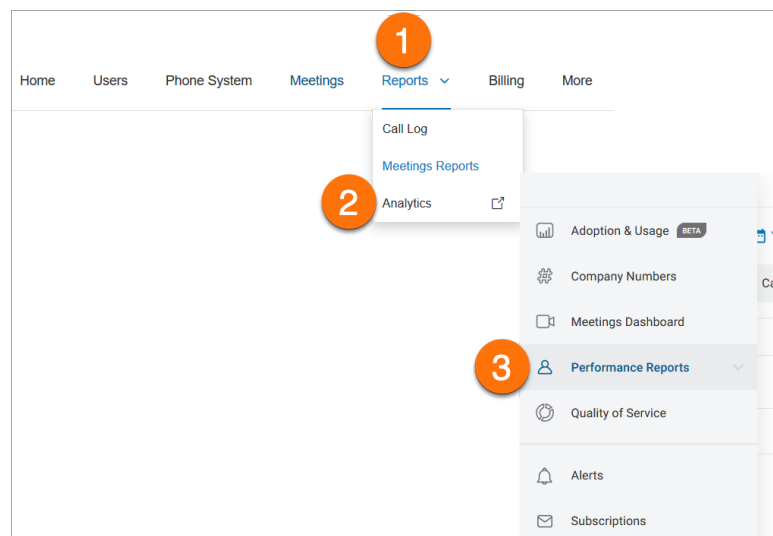 1
Home Users Phone System Meetings Reports Billing More
Call Log
Meetings Reports
2 Analytics
Adoption & Usage BETA
Company Numbers
Ca
Meetings Dashboard
3 Performance Reports
Quality of Service
Alerts
Subscriptions